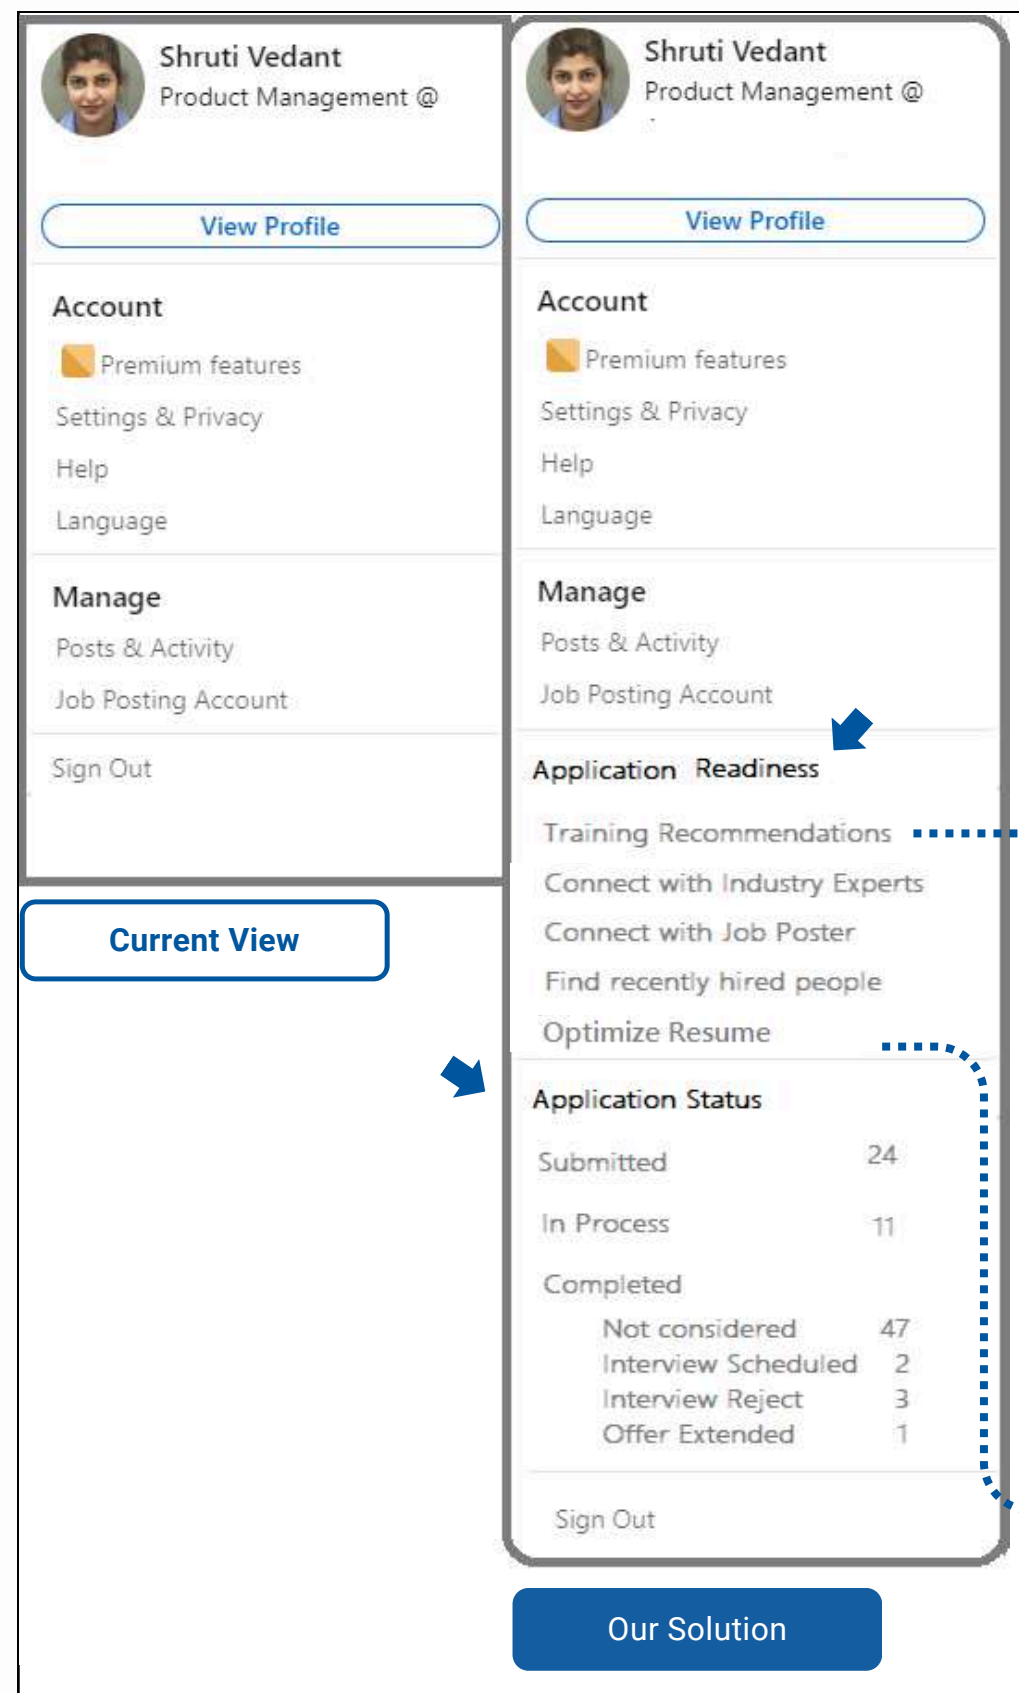 Shruti Vedant
Product Management @
View Profile
Account
Premium features
Settings & Privacy
Help
Language
Manage
Posts & Activity
Job Posting Account
Sign Out
Current View
Shruti Vedant
Product Management @
View Profile
Account
Premium features
Settings & Privacy
Help
Language
Manage
Posts & Activity
Job Posting Account
Application Readiness
Training Recommendations
Connect with Industry Experts
Connect with Job Poster
Find recently hired people
Optimize Resume
Application Status
Submitted 24
In Process 11
Completed
Not considered 47
Interview Scheduled 2
Interview Reject 3
Offer Extended 1
Sign Out
Our Solution